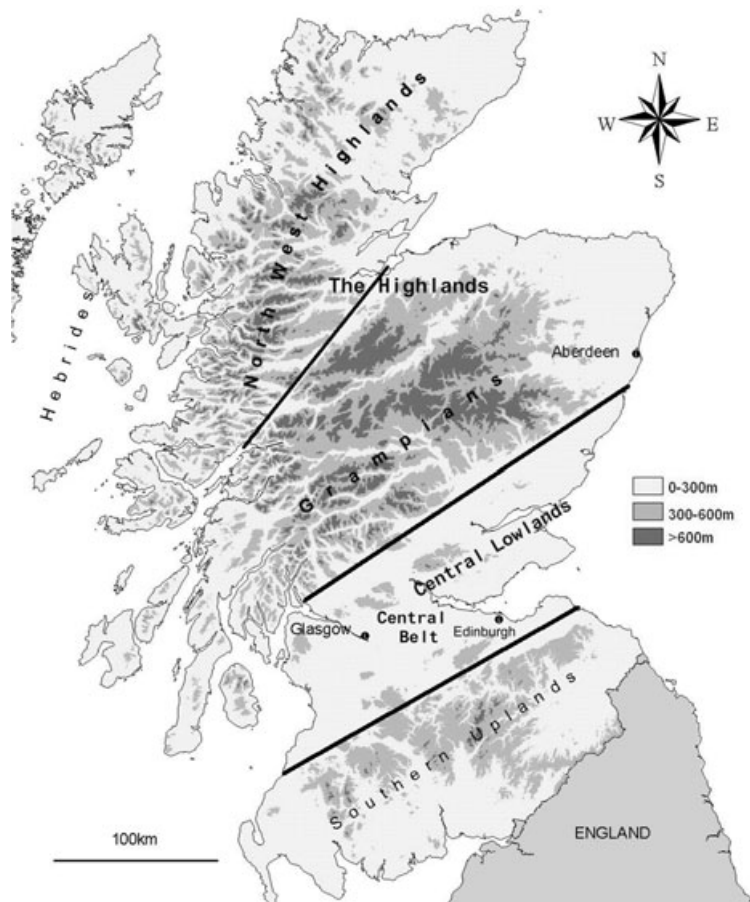 N
W E
S
North West Highlands
The Highlands
Hebrides
Aberdeen
Grampians
0-300m
300-600m
>600m
Central Lowlands
Central
Belt
Glasgow
Edinburgh
Southern Uplands
100km
ENGLAND